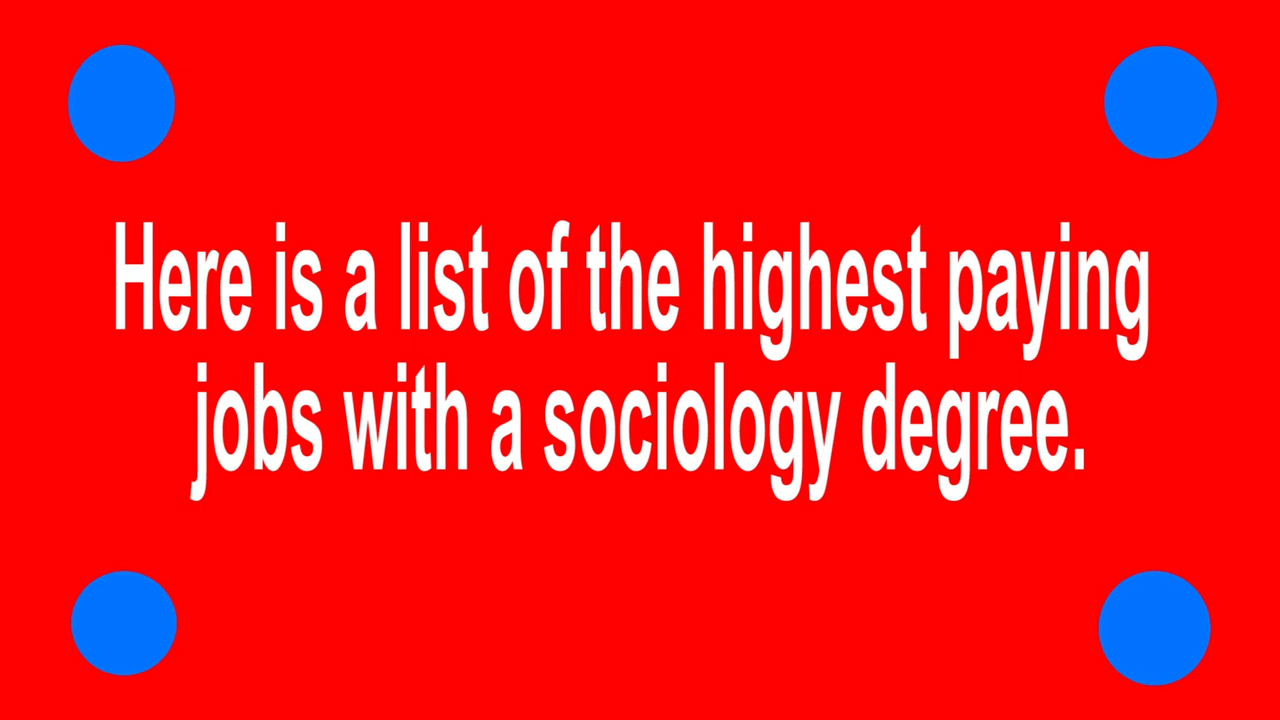 Here is a list of the highest paying
jobs with a sociology degree.